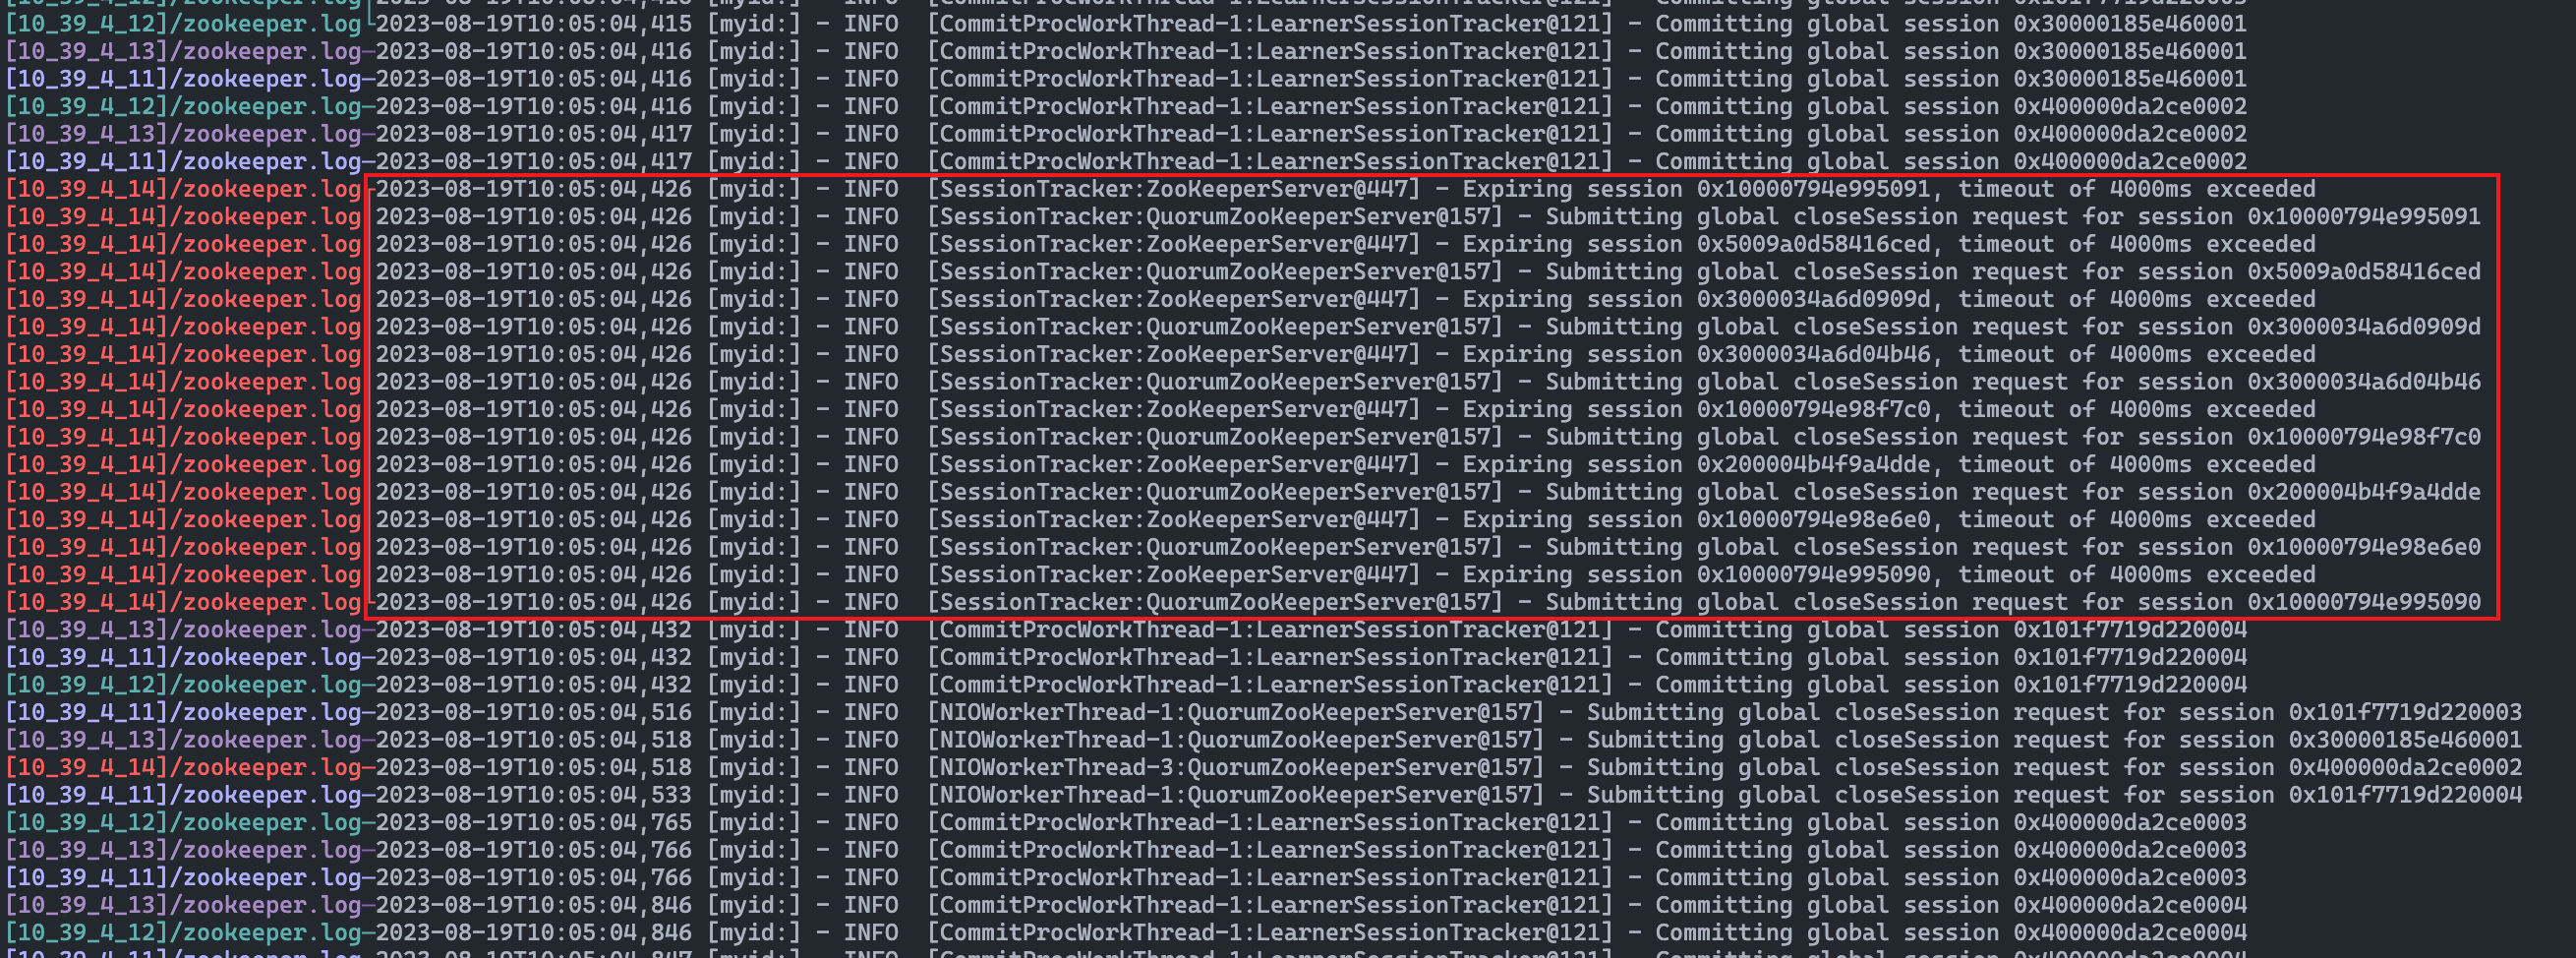 [10_39_4_12]/zookeeper.log 2023-08-19T10:05:04,415 [myid:] - INFO  [CommitProcWorkThread-1:LearnerSessionTracker@121] - Committing global session 0x30000185e460001
[10_39_4_13]/zookeeper.log 2023-08-19T10:05:04,416 [myid:] - INFO  [CommitProcWorkThread-1:LearnerSessionTracker@121] - Committing global session 0x30000185e460001
[10_39_4_11]/zookeeper.log 2023-08-19T10:05:04,416 [myid:] - INFO  [CommitProcWorkThread-1:LearnerSessionTracker@121] - Committing global session 0x30000185e460001
[10_39_4_12]/zookeeper.log 2023-08-19T10:05:04,416 [myid:] - INFO  [CommitProcWorkThread-1:LearnerSessionTracker@121] - Committing global session 0x400000da2ce0002
[10_39_4_13]/zookeeper.log 2023-08-19T10:05:04,417 [myid:] - INFO  [CommitProcWorkThread-1:LearnerSessionTracker@121] - Committing global session 0x400000da2ce0002
[10_39_4_11]/zookeeper.log 2023-08-19T10:05:04,417 [myid:] - INFO  [CommitProcWorkThread-1:LearnerSessionTracker@121] - Committing global session 0x400000da2ce0002
[10_39_4_14]/zookeeper.log 2023-08-19T10:05:04,426 [myid:] - INFO  [SessionTracker:ZooKeeperServer@447] - Expiring session 0x10000794e995091, timeout of 4000ms exceeded
[10_39_4_14]/zookeeper.log 2023-08-19T10:05:04,426 [myid:] - INFO  [SessionTracker:QuorumZooKeeperServer@157] - Submitting global closeSession request for session 0x10000794e995091
[10_39_4_14]/zookeeper.log 2023-08-19T10:05:04,426 [myid:] - INFO  [SessionTracker:ZooKeeperServer@447] - Expiring session 0x5009a0d58416ced, timeout of 4000ms exceeded
[10_39_4_14]/zookeeper.log 2023-08-19T10:05:04,426 [myid:] - INFO  [SessionTracker:QuorumZooKeeperServer@157] - Submitting global closeSession request for session 0x5009a0d58416ced
[10_39_4_14]/zookeeper.log 2023-08-19T10:05:04,426 [myid:] - INFO  [SessionTracker:ZooKeeperServer@447] - Expiring session 0x3000034a6d0909d, timeout of 4000ms exceeded
[10_39_4_14]/zookeeper.log 2023-08-19T10:05:04,426 [myid:] - INFO  [SessionTracker:QuorumZooKeeperServer@157] - Submitting global closeSession request for session 0x3000034a6d0909d
[10_39_4_14]/zookeeper.log 2023-08-19T10:05:04,426 [myid:] - INFO  [SessionTracker:ZooKeeperServer@447] - Expiring session 0x3000034a6d04b46, timeout of 4000ms exceeded
[10_39_4_14]/zookeeper.log 2023-08-19T10:05:04,426 [myid:] - INFO  [SessionTracker:QuorumZooKeeperServer@157] - Submitting global closeSession request for session 0x3000034a6d04b46
[10_39_4_14]/zookeeper.log 2023-08-19T10:05:04,426 [myid:] - INFO  [SessionTracker:ZooKeeperServer@447] - Expiring session 0x10000794e98f7c0, timeout of 4000ms exceeded
[10_39_4_14]/zookeeper.log 2023-08-19T10:05:04,426 [myid:] - INFO  [SessionTracker:QuorumZooKeeperServer@157] - Submitting global closeSession request for session 0x10000794e98f7c0
[10_39_4_14]/zookeeper.log 2023-08-19T10:05:04,426 [myid:] - INFO  [SessionTracker:ZooKeeperServer@447] - Expiring session 0x200004b4f9a4dde, timeout of 4000ms exceeded
[10_39_4_14]/zookeeper.log 2023-08-19T10:05:04,426 [myid:] - INFO  [SessionTracker:QuorumZooKeeperServer@157] - Submitting global closeSession request for session 0x200004b4f9a4dde
[10_39_4_14]/zookeeper.log 2023-08-19T10:05:04,426 [myid:] - INFO  [SessionTracker:ZooKeeperServer@447] - Expiring session 0x10000794e98e6e0, timeout of 4000ms exceeded
[10_39_4_14]/zookeeper.log 2023-08-19T10:05:04,426 [myid:] - INFO  [SessionTracker:QuorumZooKeeperServer@157] - Submitting global closeSession request for session 0x10000794e98e6e0
[10_39_4_14]/zookeeper.log 2023-08-19T10:05:04,426 [myid:] - INFO  [SessionTracker:ZooKeeperServer@447] - Expiring session 0x10000794e995090, timeout of 4000ms exceeded
[10_39_4_14]/zookeeper.log 2023-08-19T10:05:04,426 [myid:] - INFO  [SessionTracker:QuorumZooKeeperServer@157] - Submitting global closeSession request for session 0x10000794e995090
[10_39_4_13]/zookeeper.log 2023-08-19T10:05:04,432 [myid:] - INFO  [CommitProcWorkThread-1:LearnerSessionTracker@121] - Committing global session 0x101f7719d220004
[10_39_4_11]/zookeeper.log 2023-08-19T10:05:04,432 [myid:] - INFO  [CommitProcWorkThread-1:LearnerSessionTracker@121] - Committing global session 0x101f7719d220004
[10_39_4_12]/zookeeper.log 2023-08-19T10:05:04,432 [myid:] - INFO  [CommitProcWorkThread-1:LearnerSessionTracker@121] - Committing global session 0x101f7719d220004
[10_39_4_11]/zookeeper.log 2023-08-19T10:05:04,516 [myid:] - INFO  [NIOWorkerThread-1:QuorumZooKeeperServer@157] - Submitting global closeSession request for session 0x101f7719d220003
[10_39_4_13]/zookeeper.log 2023-08-19T10:05:04,518 [myid:] - INFO  [NIOWorkerThread-1:QuorumZooKeeperServer@157] - Submitting global closeSession request for session 0x30000185e460001
[10_39_4_14]/zookeeper.log 2023-08-19T10:05:04,518 [myid:] - INFO  [NIOWorkerThread-3:QuorumZooKeeperServer@157] - Submitting global closeSession request for session 0x400000da2ce0002
[10_39_4_11]/zookeeper.log 2023-08-19T10:05:04,533 [myid:] - INFO  [NIOWorkerThread-1:QuorumZooKeeperServer@157] - Submitting global closeSession request for session 0x101f7719d220004
[10_39_4_12]/zookeeper.log 2023-08-19T10:05:04,765 [myid:] - INFO  [CommitProcWorkThread-1:LearnerSessionTracker@121] - Committing global session 0x400000da2ce0003
[10_39_4_13]/zookeeper.log 2023-08-19T10:05:04,766 [myid:] - INFO  [CommitProcWorkThread-1:LearnerSessionTracker@121] - Committing global session 0x400000da2ce0003
[10_39_4_11]/zookeeper.log 2023-08-19T10:05:04,766 [myid:] - INFO  [CommitProcWorkThread-1:LearnerSessionTracker@121] - Committing global session 0x400000da2ce0003
[10_39_4_13]/zookeeper.log 2023-08-19T10:05:04,846 [myid:] - INFO  [CommitProcWorkThread-1:LearnerSessionTracker@121] - Committing global session 0x400000da2ce0004
[10_39_4_12]/zookeeper.log 2023-08-19T10:05:04,846 [myid:] - INFO  [CommitProcWorkThread-1:LearnerSessionTracker@121] - Committing global session 0x400000da2ce0004